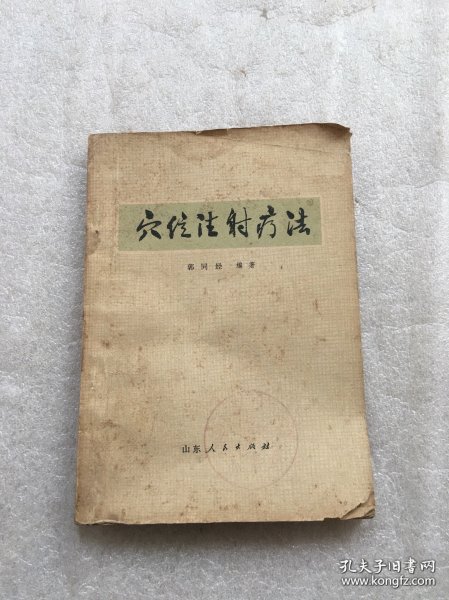 穴位注射疗法
郭同经 编著
山东人民出版社
孔夫子旧书网
www.kongfz.com